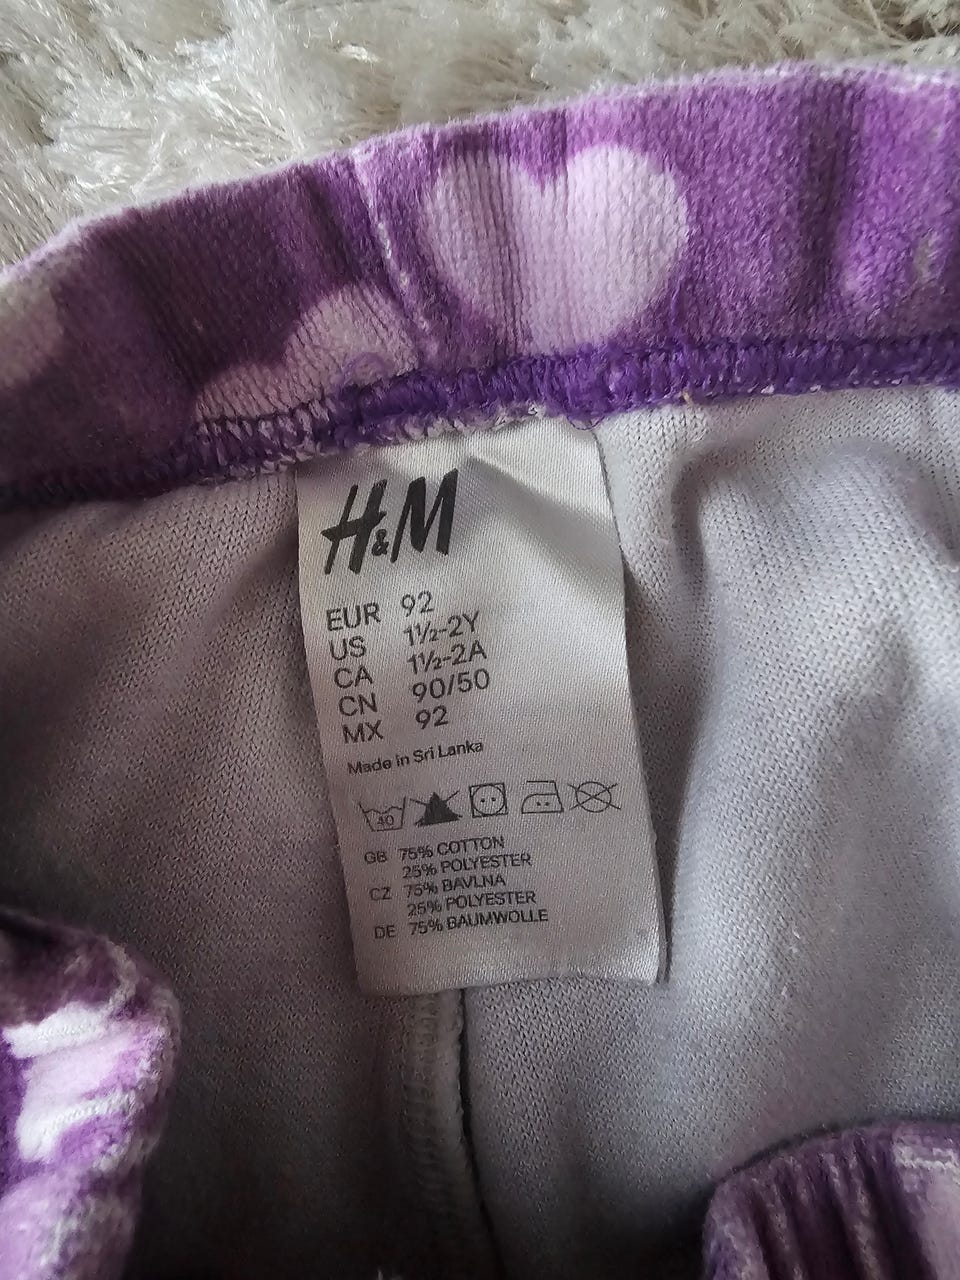 H&M
EUR 92
US 1½-2Y
CA 1½-2A
CN 90/50
MX 92
Made in Sri Lanka
40
GB 75% COTTON
25% POLYESTER
CZ 75% BAVLNA
25% POLYESTER
DE 75% BAUMWOLLE